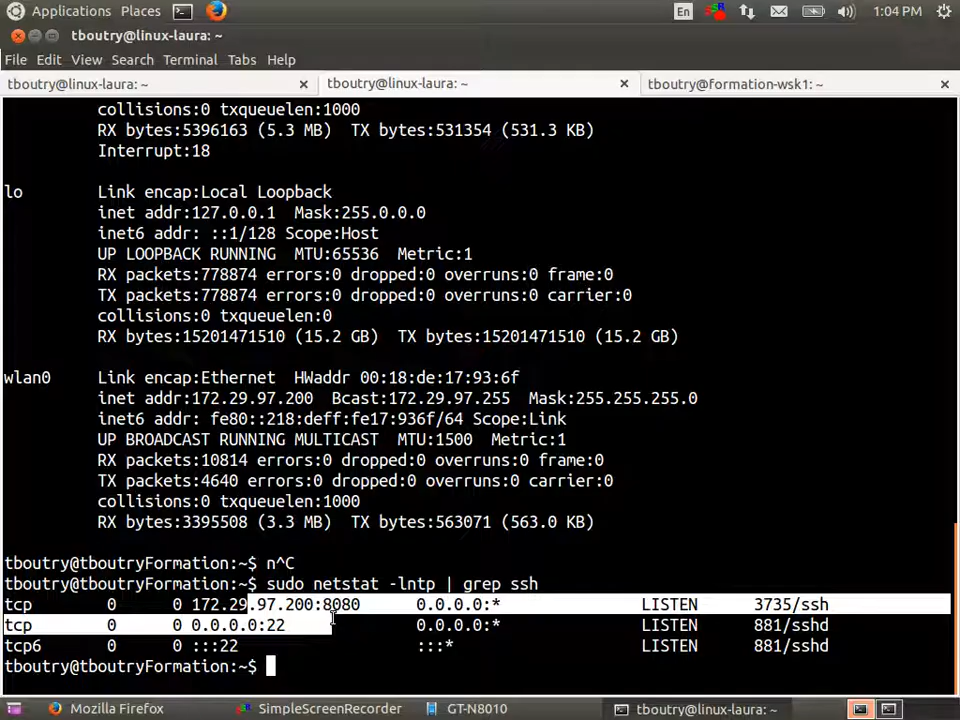 Applications Places En 1:04 PM
tboutry@linux-laura: ~
File Edit View Search Terminal Tabs Help
tboutry@linux-laura: ~ tboutry@linux-laura: ~ tboutry@formation-wsk1: ~
collisions:0 txqueuelen:1000
RX bytes:5396163 (5.3 MB) TX bytes:531354 (531.3 KB)
Interrupt:18
lo Link encap:Local Loopback
inet addr:127.0.0.1 Mask:255.0.0.0
inet6 addr: ::1/128 Scope:Host
UP LOOPBACK RUNNING MTU:65536 Metric:1
RX packets:778874 errors:0 dropped:0 overruns:0 frame:0
TX packets:778874 errors:0 dropped:0 overruns:0 carrier:0
collisions:0 txqueuelen:0
RX bytes:15201471510 (15.2 GB) TX bytes:15201471510 (15.2 GB)
wlan0 Link encap:Ethernet HWaddr 00:18:de:17:93:6f
inet addr:172.29.97.200 Bcast:172.29.97.255 Mask:255.255.255.0
inet6 addr: fe80::218:deff:fe17:936f/64 Scope:Link
UP BROADCAST RUNNING MULTICAST MTU:1500 Metric:1
RX packets:10814 errors:0 dropped:0 overruns:0 frame:0
TX packets:4640 errors:0 dropped:0 overruns:0 carrier:0
collisions:0 txqueuelen:1000
RX bytes:3395508 (3.3 MB) TX bytes:563071 (563.0 KB)
tboutry@tboutryFormation:~$ n^C
tboutry@tboutryFormation:~$ sudo netstat -lntp | grep ssh
tcp 0 0 172.29.97.200:8080 0.0.0.0:* LISTEN 3735/ssh
tcp 0 0 0.0.0.0:22 0.0.0.0:* LISTEN 881/sshd
tcp6 0 0 :::22 :::* LISTEN 881/sshd
tboutry@tboutryFormation:~$
Mozilla Firefox SimpleScreenRecorder GT-N8010 tboutry@linux-laura: ~